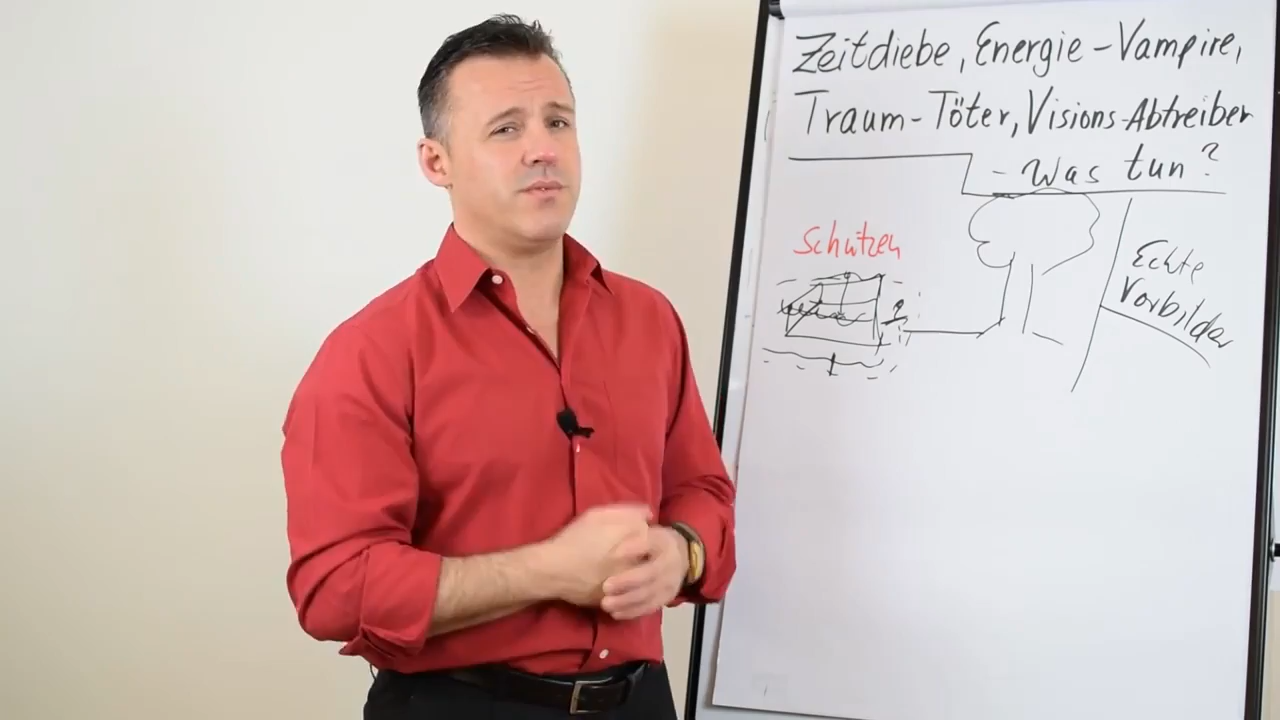 Zeitdiebe, Energie-Vampire,
Traum-Töter, Visions-Abtreiber
- Was tun?
Schützen
Echte
Vorbilder